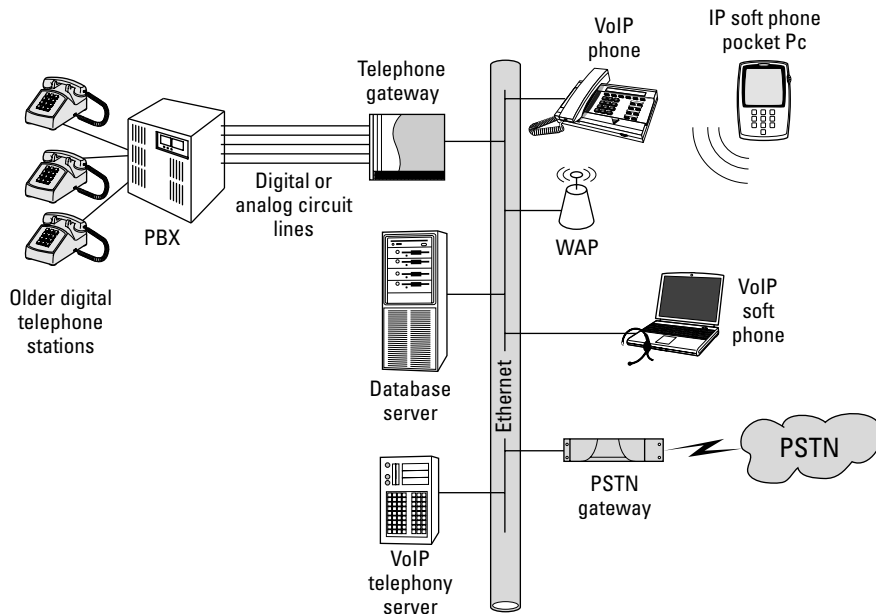 VoIP
phone
IP soft phone
pocket Pc
Telephone
gateway
Digital or
analog circuit
lines
PBX
WAP
Older digital
telephone
stations
VoIP
soft
phone
Database
server
Ethernet
PSTN
PSTN
gateway
VoIP
telephony
server